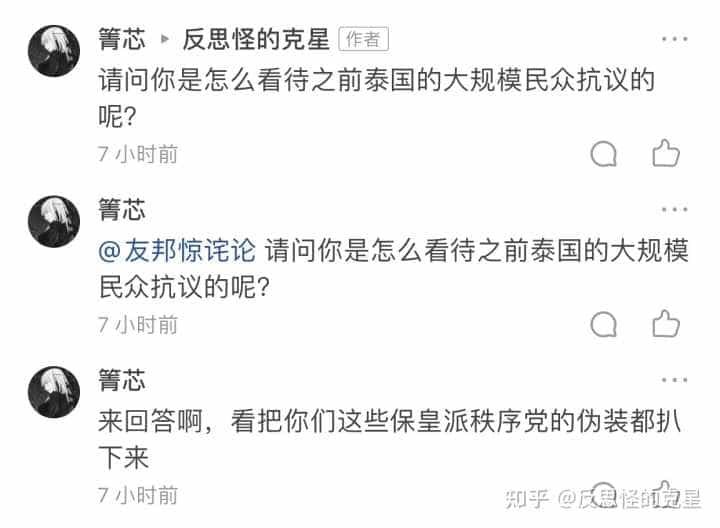 箐芯 ▸ 反思怪的克星 作者
请问你是怎么看待之前泰国的大规模民众抗议的
呢?
7 小时前
箐芯
@友邦惊诧论 请问你是怎么看待之前泰国的大规模
民众抗议的呢?
7 小时前
箐芯
来回答啊，看把你们这些保皇派秩序党的伪装都扒
下来
7 小时前
知乎 @反思怪的克星